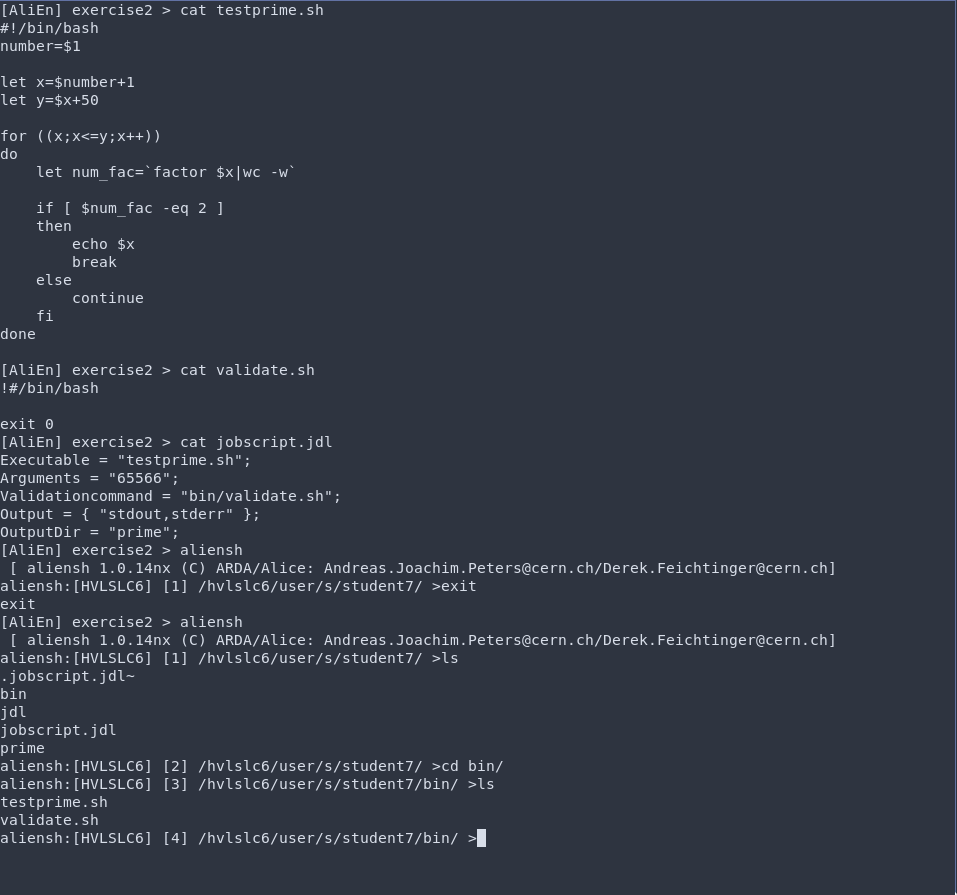 [AliEn] exercise2 > cat testprime.sh
#!/bin/bash
number=$1
let x=$number+1
let y=$x+50
for ((x;x<=y;x++))
do
    let num_fac=`factor $x|wc -w`
    if [ $num_fac -eq 2 ]
    then
        echo $x
        break
    else
        continue
    fi
done
[AliEn] exercise2 > cat validate.sh
!#/bin/bash
exit 0
[AliEn] exercise2 > cat jobscript.jdl
Executable = "testprime.sh";
Arguments = "65566";
Validationcommand = "bin/validate.sh";
Output = { "stdout,stderr" };
OutputDir = "prime";
[AliEn] exercise2 > aliensh
 [ aliensh 1.0.14nx (C) ARDA/Alice: Andreas.Joachim.Peters@cern.ch/Derek.Feichtinger@cern.ch]
aliensh:[HVLSLC6] [1] /hvlslc6/user/s/student7/ >exit
exit
[AliEn] exercise2 > aliensh
 [ aliensh 1.0.14nx (C) ARDA/Alice: Andreas.Joachim.Peters@cern.ch/Derek.Feichtinger@cern.ch]
aliensh:[HVLSLC6] [1] /hvlslc6/user/s/student7/ >ls
.jobscript.jdl~
bin
jdl
jobscript.jdl
prime
aliensh:[HVLSLC6] [2] /hvlslc6/user/s/student7/ >cd bin/
aliensh:[HVLSLC6] [3] /hvlslc6/user/s/student7/bin/ >ls
testprime.sh
validate.sh
aliensh:[HVLSLC6] [4] /hvlslc6/user/s/student7/bin/ >